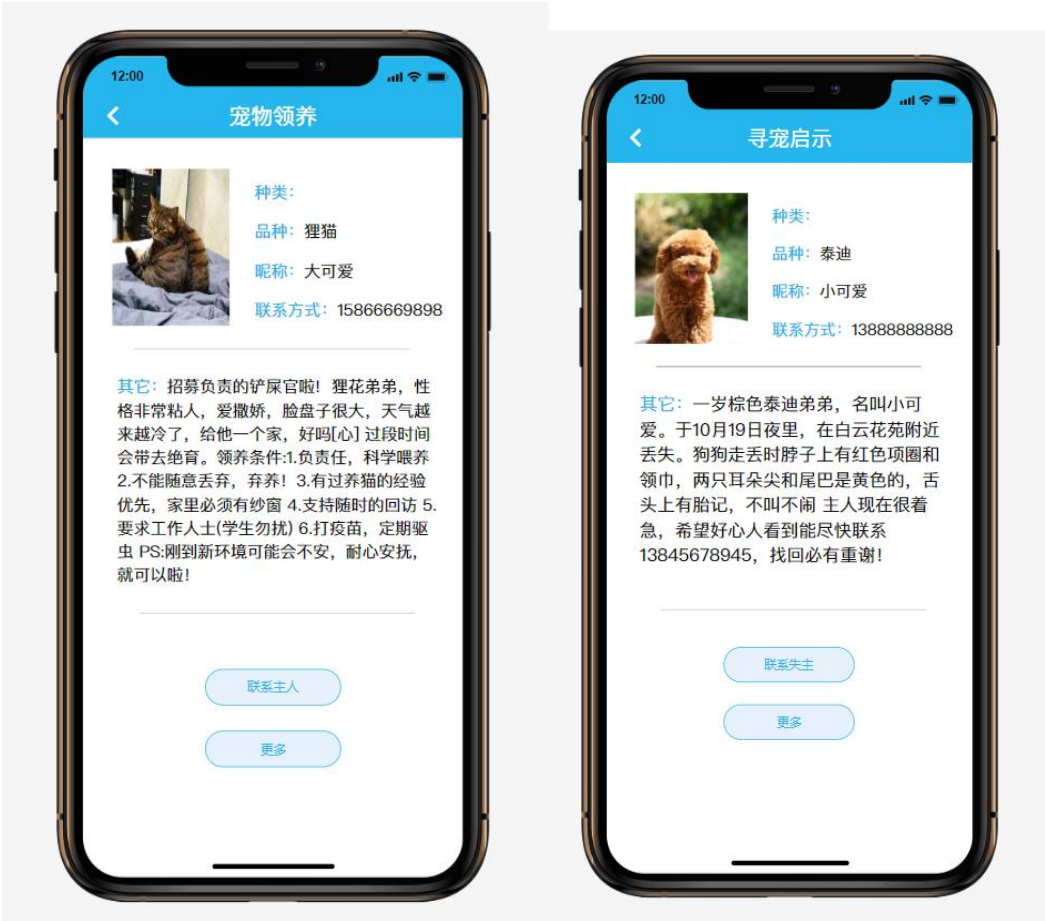 12:00
宠物领养
种类：
品种：狸猫
昵称：大可爱
联系方式：15866669898
其它：招募负责的铲屎官啦！狸花弟弟，性
格非常粘人，爱撒娇，脸盘子很大，天气越
来越冷了，给他一个家，好吗[心] 过段时间
会带去绝育。领养条件:1.负责任，科学喂养
2.不能随意丢弃，弃养！3.有过养猫的经验
优先，家里必须有纱窗 4.支持随时的回访 5.
要求工作人士(学生勿扰) 6.打疫苗，定期驱
虫 PS:刚到新环境可能会不安，耐心安抚，
就可以啦！
联系主人
更多
12:00
寻宠启示
种类：
品种：泰迪
昵称：小可爱
联系方式：13888888888
其它：一岁棕色泰迪弟弟，名叫小可
爱。于10月19日夜里，在白云花苑附近
丢失。狗狗走丢时脖子上有红色项圈和
领巾，两只耳朵尖和尾巴是黄色的，舌
头上有胎记，不叫不闹 主人现在很着
急，希望好心人看到能尽快联系
13845678945，找回必有重谢！
联系失主
更多